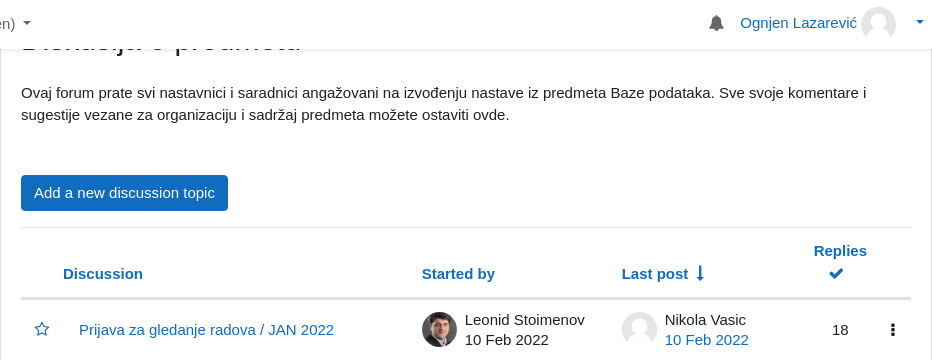 en)
Ognjen Lazarević
Diskusija o predmetu
Ovaj forum prate svi nastavnici i saradnici angažovani na izvođenju nastave iz predmeta Baze podataka. Sve svoje komentare i
sugestije vezane za organizaciju i sadržaj predmeta možete ostaviti ovde.
Add a new discussion topic
Replies
Discussion Started by Last post
Prijava za gledanje radova / JAN 2022
Leonid Stoimenov
10 Feb 2022
Nikola Vasic
10 Feb 2022
18